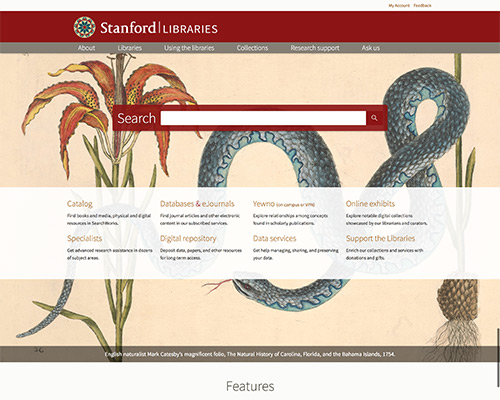 My Account Feedback
Stanford LIBRARIES
About Libraries Using the libraries Collections Research support Ask us
Search
Catalog
Find books and media, physical and digital
resources in SearchWorks.
Databases & eJournals
Find journal articles and other electronic
content in our subscribed services.
Yewno (on campus or VPN)
Explore relationships among concepts
found in scholarly publications.
Online exhibits
Explore notable digital collections
showcased by our librarians and curators.
Specialists
Get advanced research assistance in dozens
of subject areas.
Digital repository
Deposit data, papers, and other resources
for long-term access.
Data services
Get help managing, sharing, and preserving
your data.
Support the Libraries
Enrich our collections and services with
donations and gifts.
English naturalist Mark Catesby's magnificent folio, The Natural History of Carolina, Florida, and the Bahama Islands, 1754.
Features